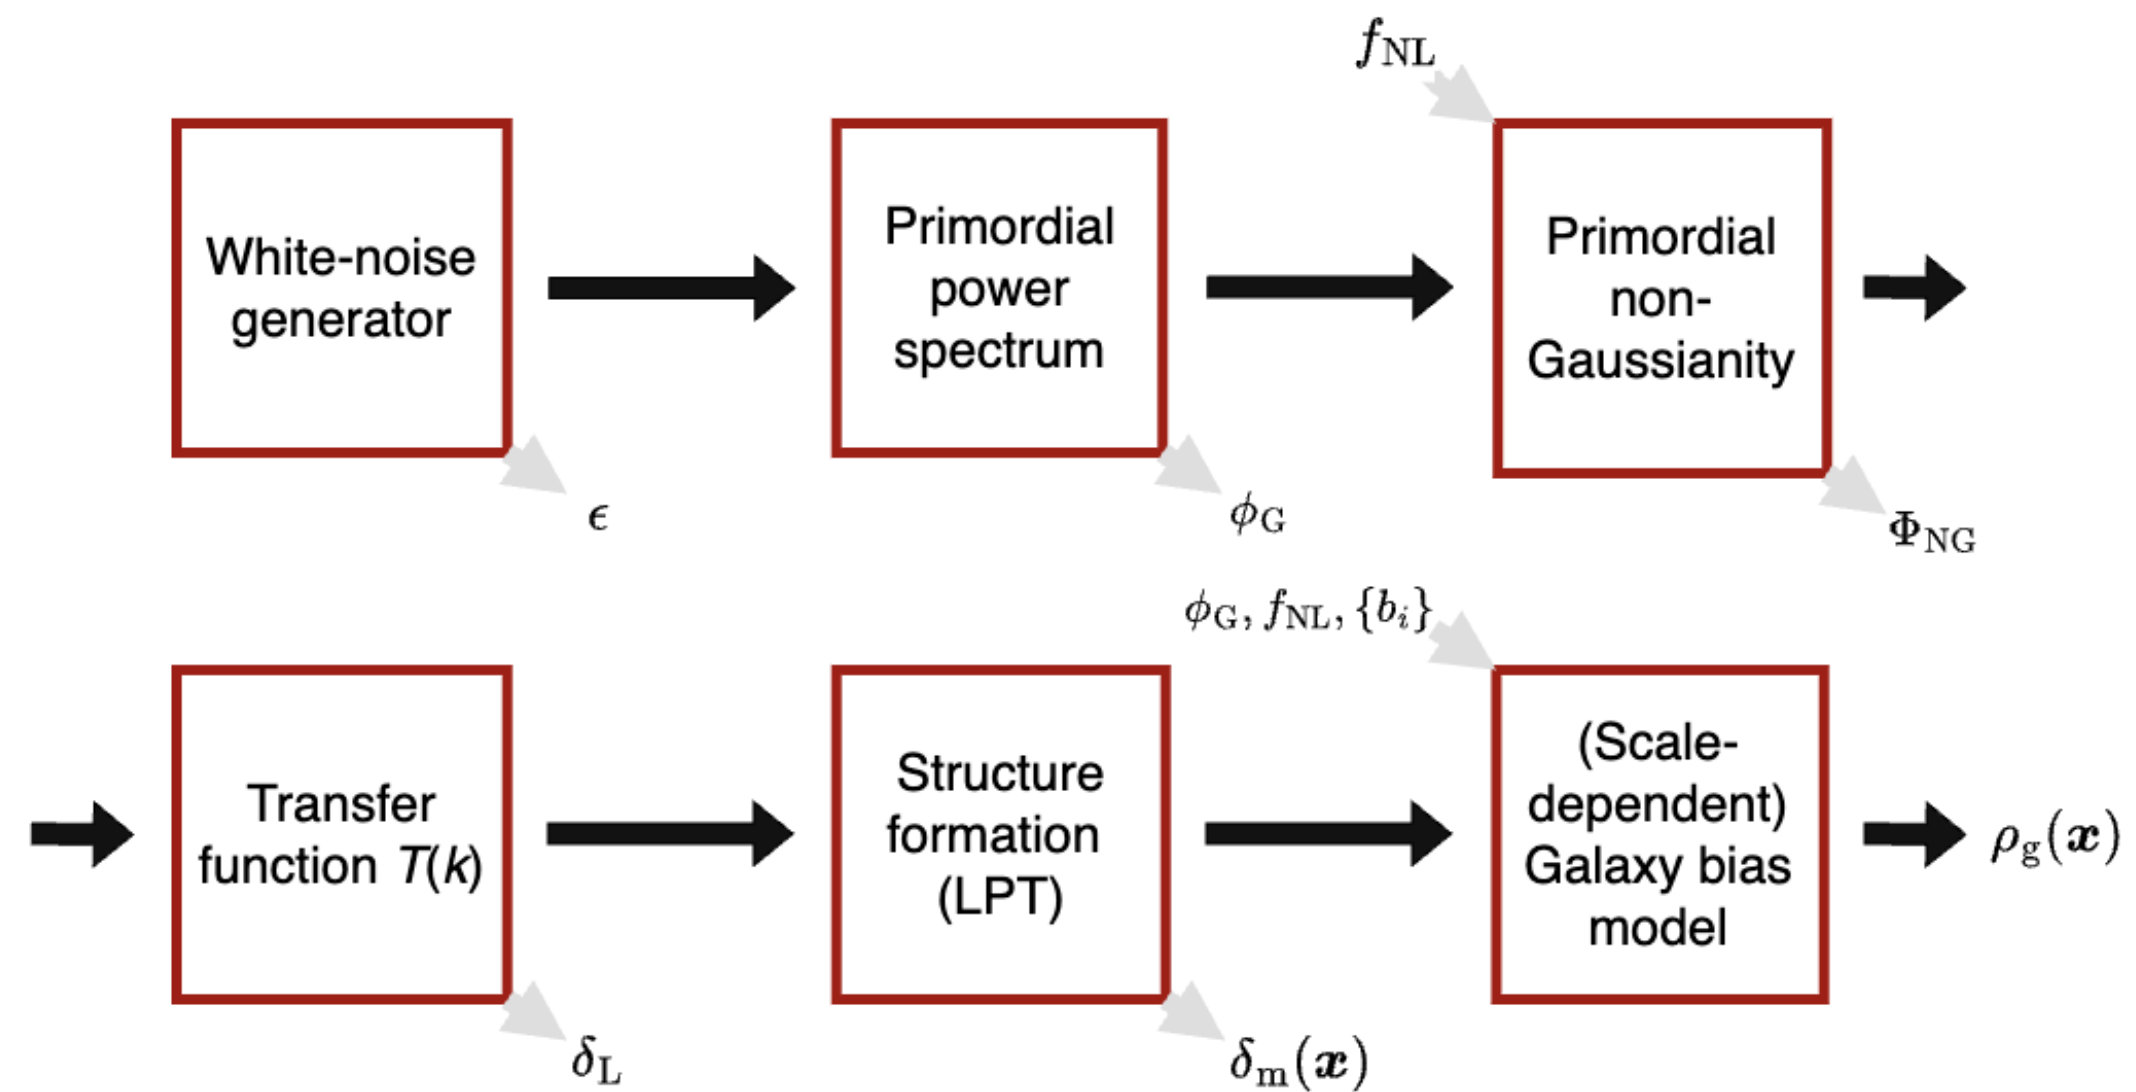 f_NL
White-noise
generator
Primordial
power
spectrum
Primordial
non-
Gaussianity
ϵ
ϕ_G
Φ_NG
ϕ_G, f_NL, {b_i}
Transfer
function T(k)
Structure
formation
(LPT)
(Scale-
dependent)
Galaxy bias
model
ρ_g(x)
δ_L
δ_m(x)